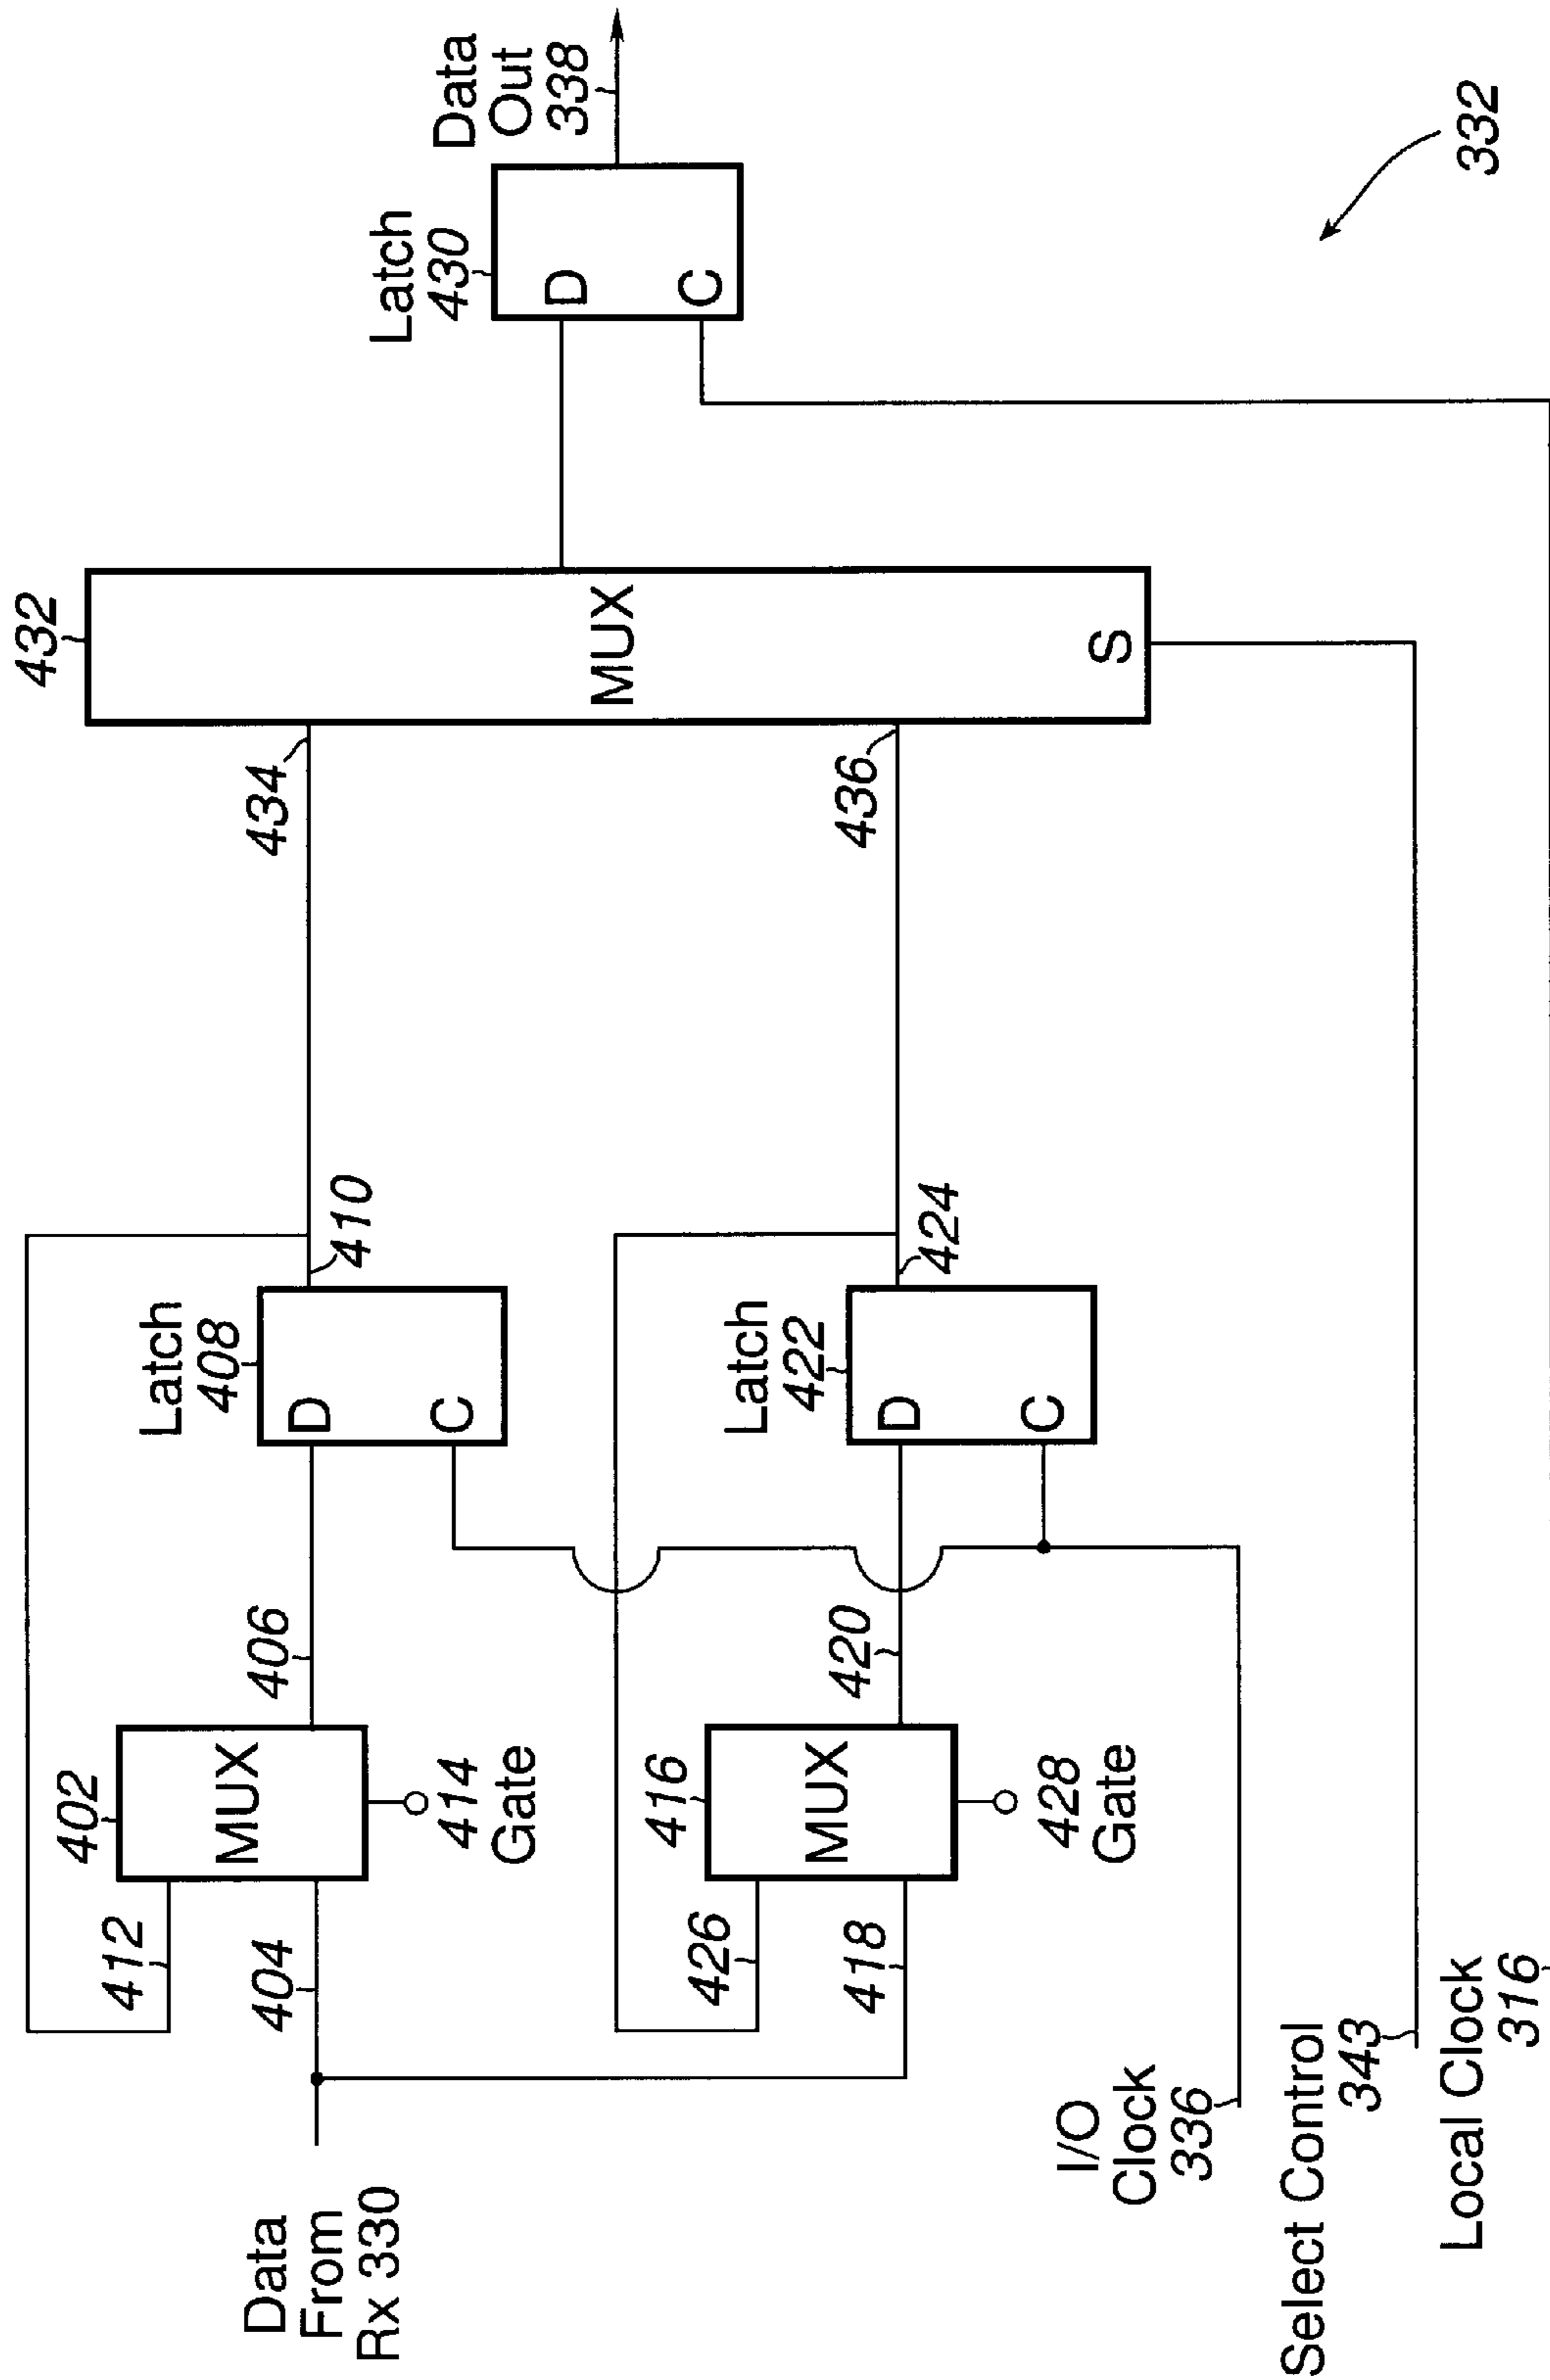 432
402
412
404
MUX
414
Gate
406
Latch
408
D
C
410
434
MUX
S
Latch
430
D
C
Data
Out
338
Data
From
Rx 330
426
418
416
MUX
428
Gate
420
Latch
422
D
C
424
436
I/O
Clock
336
Select Control
343
Local Clock
316
332